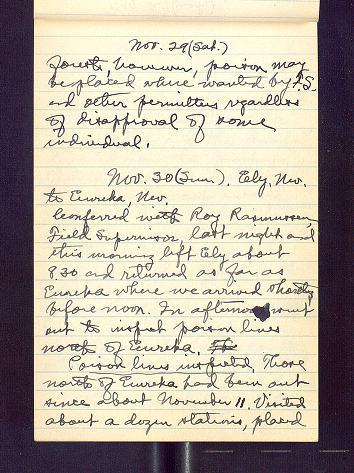 Nov. 29 (Sat.)
Forests, however, poison may
be placed where wanted by F.S.
and other permittees regardless
of disapproval of some
individual.
Nov. 30 (Sun.). Ely, Nev.
to Eureka, Nev.
Conferred with Roy Rasmussen,
Field Supervisor, last night and
this morning left Ely about
830 and returned as far as
Eureka where we arrived shortly
before noon. In afternoon went
out to inspect poison lines
north of Eureka.
Poison lines inspected. Those
north of Eureka had been out
since about November 11. Visited
about a dozen stations, placed